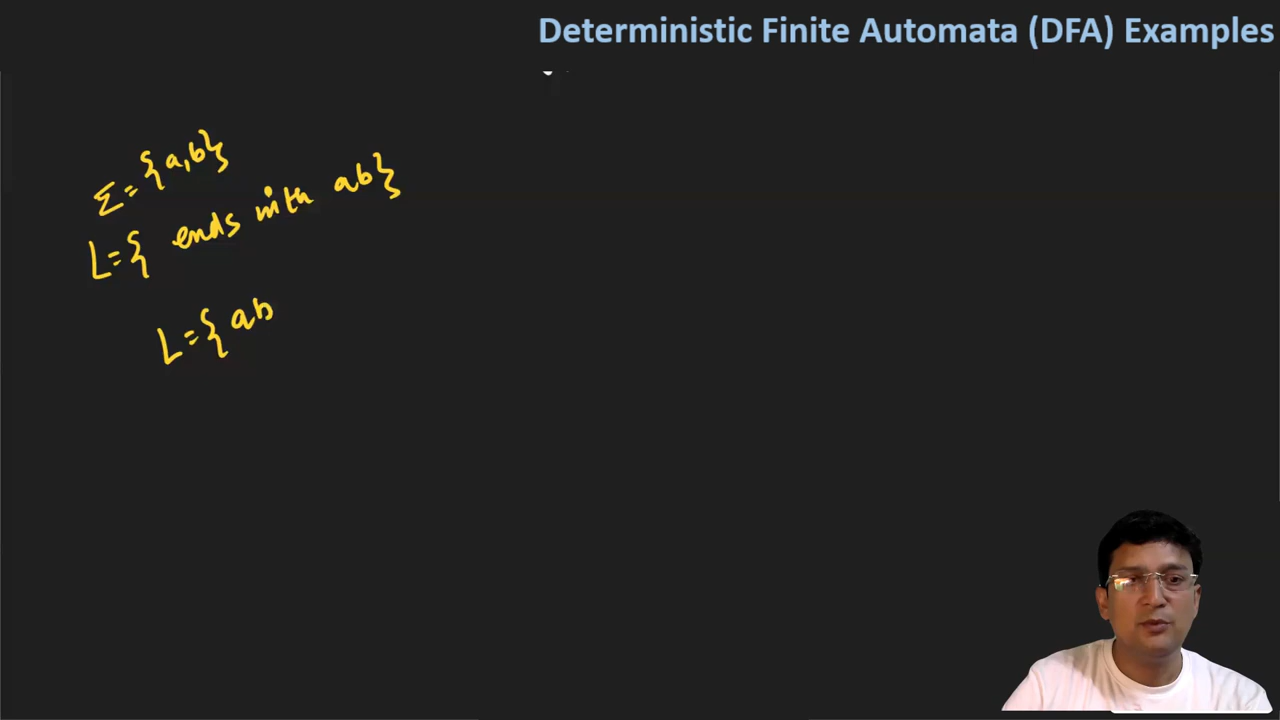 Deterministic Finite Automata (DFA) Examples
Σ = {a,b}
L = { ends with ab}
L = { ab